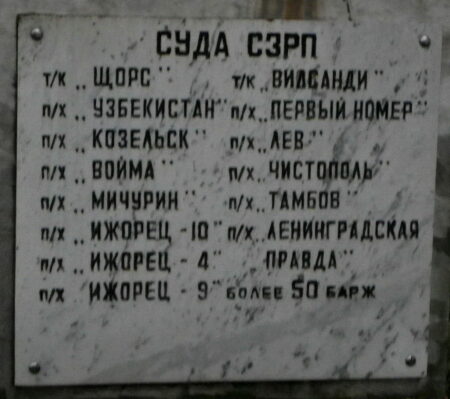 СУДА СЗРП
т/к „ЩОРС" т/к „ВИДСАНДИ"
п/х „УЗБЕКИСТАН" п/х „ПЕРВЫЙ НОМЕР"
п/х „КОЗЕЛЬСК" п/х „ЛЕВ"
п/х „ВОЙМА" п/х „ЧИСТОПОЛЬ"
п/х „МИЧУРИН" п/х „ТАМБОВ"
п/х „ИЖОРЕЦ - 10" п/х „ЛЕНИНГРАДСКАЯ
п/х „ИЖОРЕЦ - 4" ПРАВДА"
п/х ИЖОРЕЦ - 9" БОЛЕЕ 50 БАРЖ